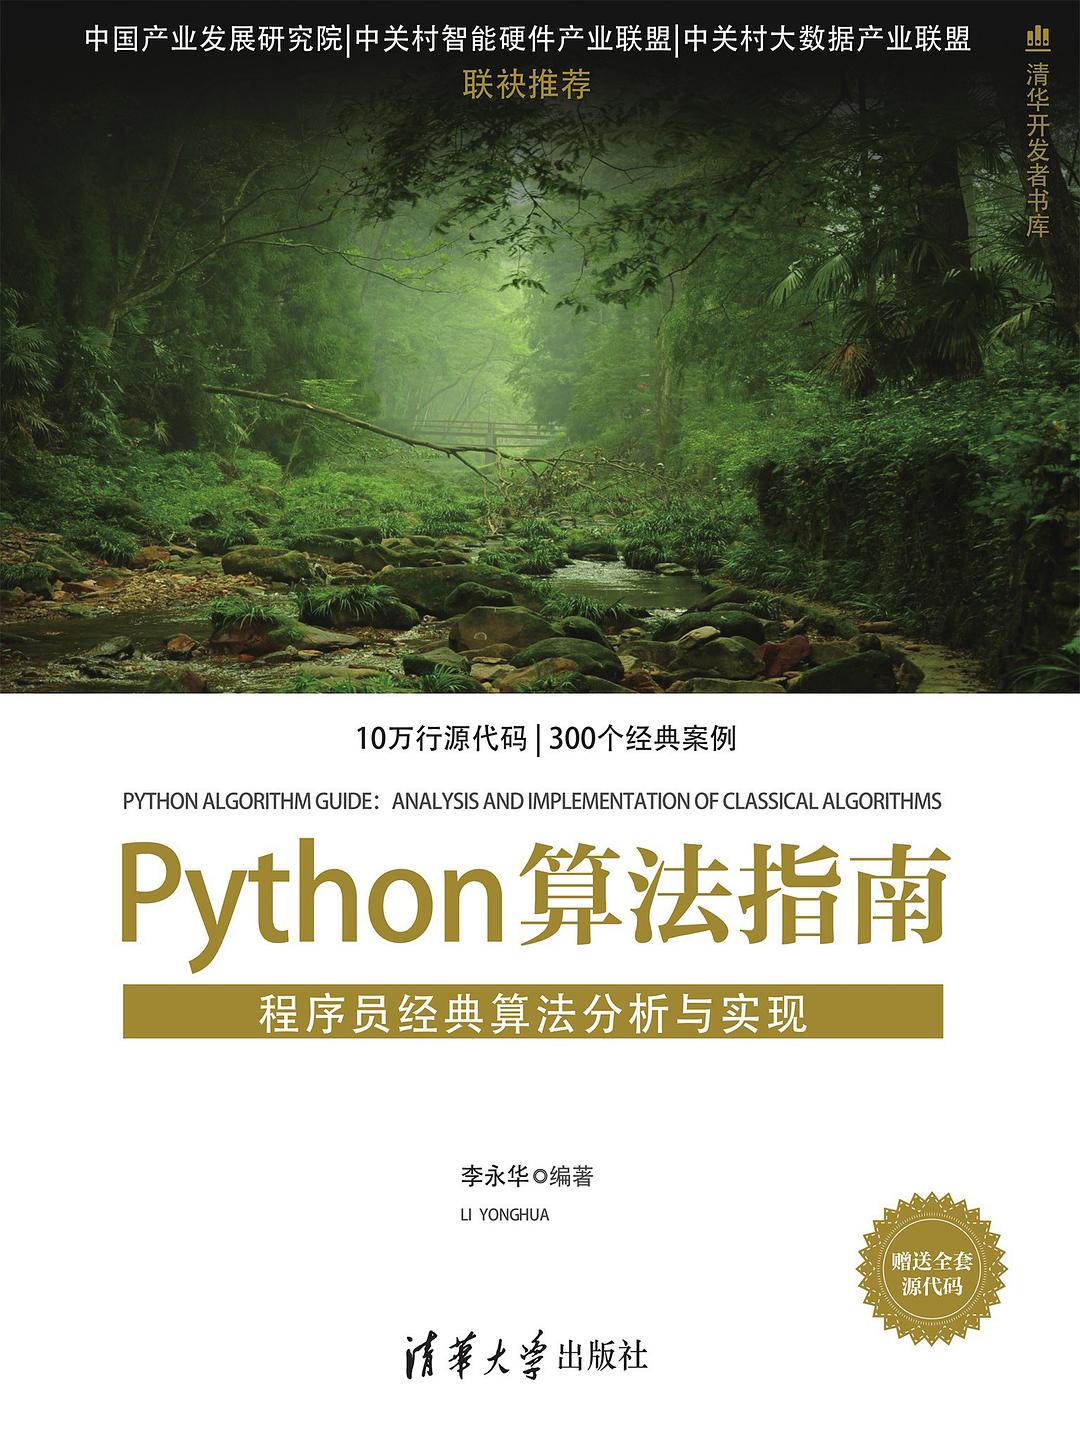 中国产业发展研究院|中关村智能硬件产业联盟|中关村大数据产业联盟
联袂推荐
清华开发者书库
10万行源代码 | 300个经典案例
PYTHON ALGORITHM GUIDE：ANALYSIS AND IMPLEMENTATION OF CLASSICAL ALGORITHMS
Python算法指南
程序员经典算法分析与实现
李永华◎编著
LI YONGHUA
赠送全套
源代码
清华大学出版社